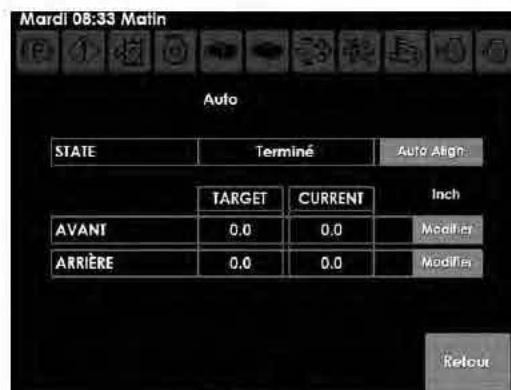 Mardi 08:33 Matin
Auto
STATE Terminé Auto Align
TARGET CURRENT Inch
AVANT 0.0 0.0 Modifier
ARRIÈRE 0.0 0.0 Modifier
Retour